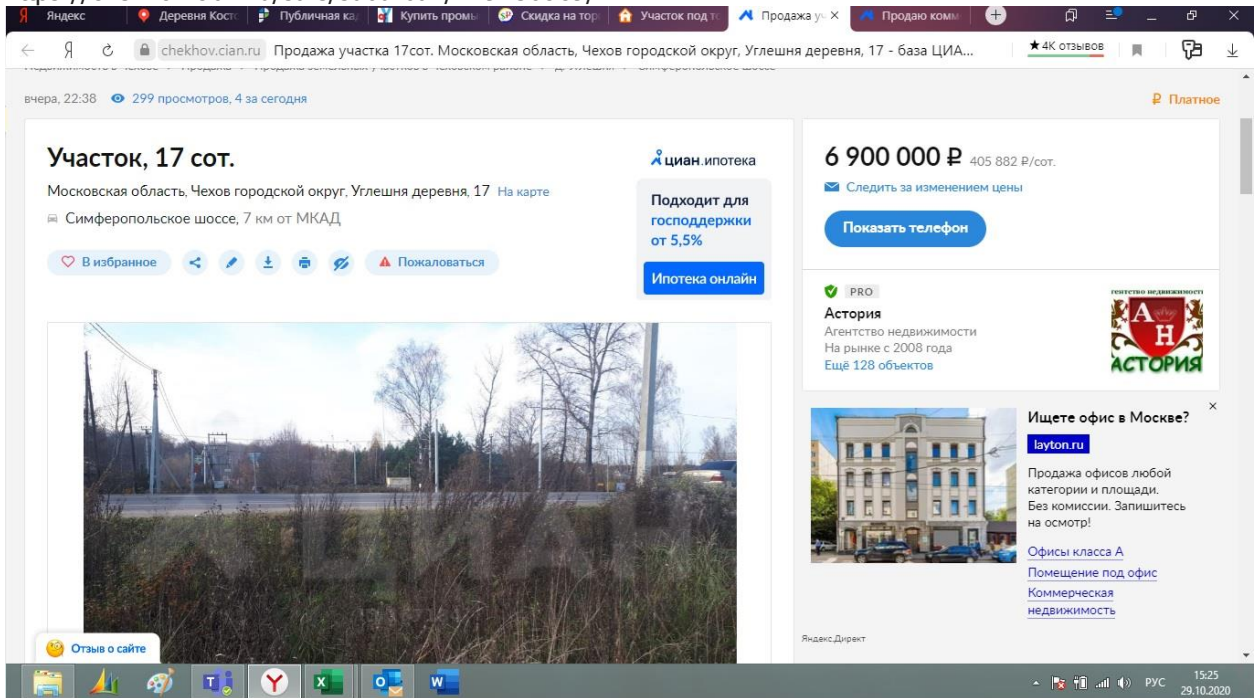 Яндекс
Публичная ка
Купить промы
Скидка на тор
Участок под т
Продаю комм
chekhov.cian.ru Продажа участка 17сот. Московская область, Чехов городской округ, Углешня деревня, 17 - база ЦИА...
★ 4К отзывов
вчера, 22:38 299 просмотров, 4 за сегодня
₽ Платное
Участок, 17 сот.
Московская область, Чехов городской округ, Углешня деревня, 17 На карте
Симферопольское шоссе, 7 км от МКАД
В избранное
Пожаловаться
циан.ипотека
Подходит для
господдержки
от 5,5%
Ипотека онлайн
6 900 000 ₽ 405 882 ₽/сот.
Следить за изменением цены
Показать телефон
PRO
Астория
Агентство недвижимости
На рынке с 2008 года
Ещё 128 объектов
А
Н
АСТОРИЯ
ЦИАН
Ищете офис в Москве?
layton.ru
Продажа офисов любой
категории и площади.
Без комиссии. Запишитесь
на осмотр!
Офисы класса А
Помещение под офис
Коммерческая
недвижимость
Яндекс.Директ
Отзыв о сайте
РУС
15:25
29.10.2020